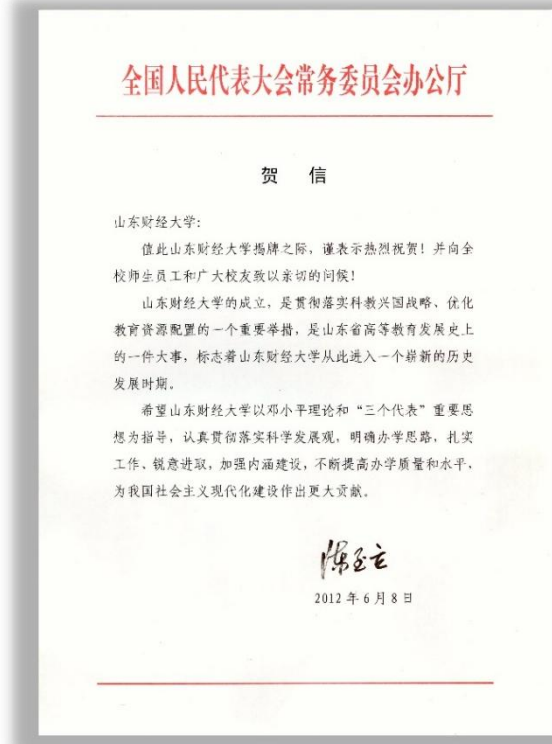 全国人民代表大会常务委员会办公厅
贺 信
山东财经大学:
值此山东财经大学揭牌之际，谨表示热烈祝贺！并向全
校师生员工和广大校友致以亲切的问候！
山东财经大学的成立，是贯彻落实科教兴国战略、优化
教育资源配置的一个重要举措，是山东省高等教育发展史上
的一件大事，标志着山东财经大学从此进入一个崭新的历史
发展时期。
希望山东财经大学以邓小平理论和“三个代表”重要思
想为指导，认真贯彻落实科学发展观，明确办学思路，扎实
工作、锐意进取，加强内涵建设，不断提高办学质量和水平，
为我国社会主义现代化建设作出更大贡献。
陈至立
2012 年 6 月 8 日